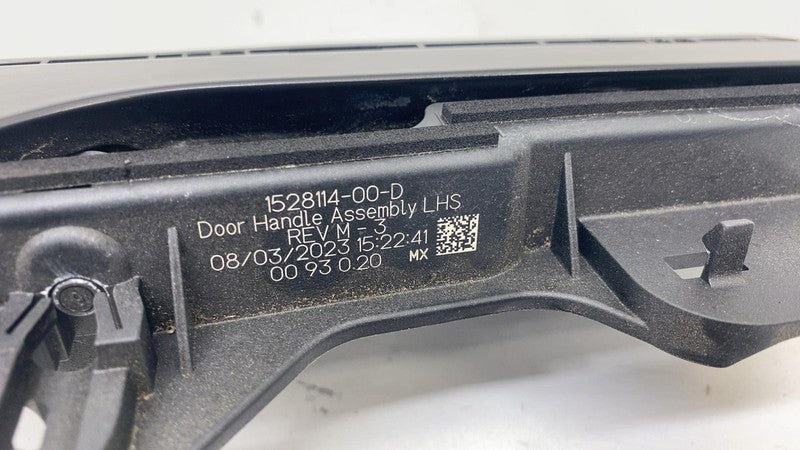 1528114-00-D
Door Handle Assembly LHS
REV M - 3
08/03/2023 15:22:41
00 93 0.20 MX